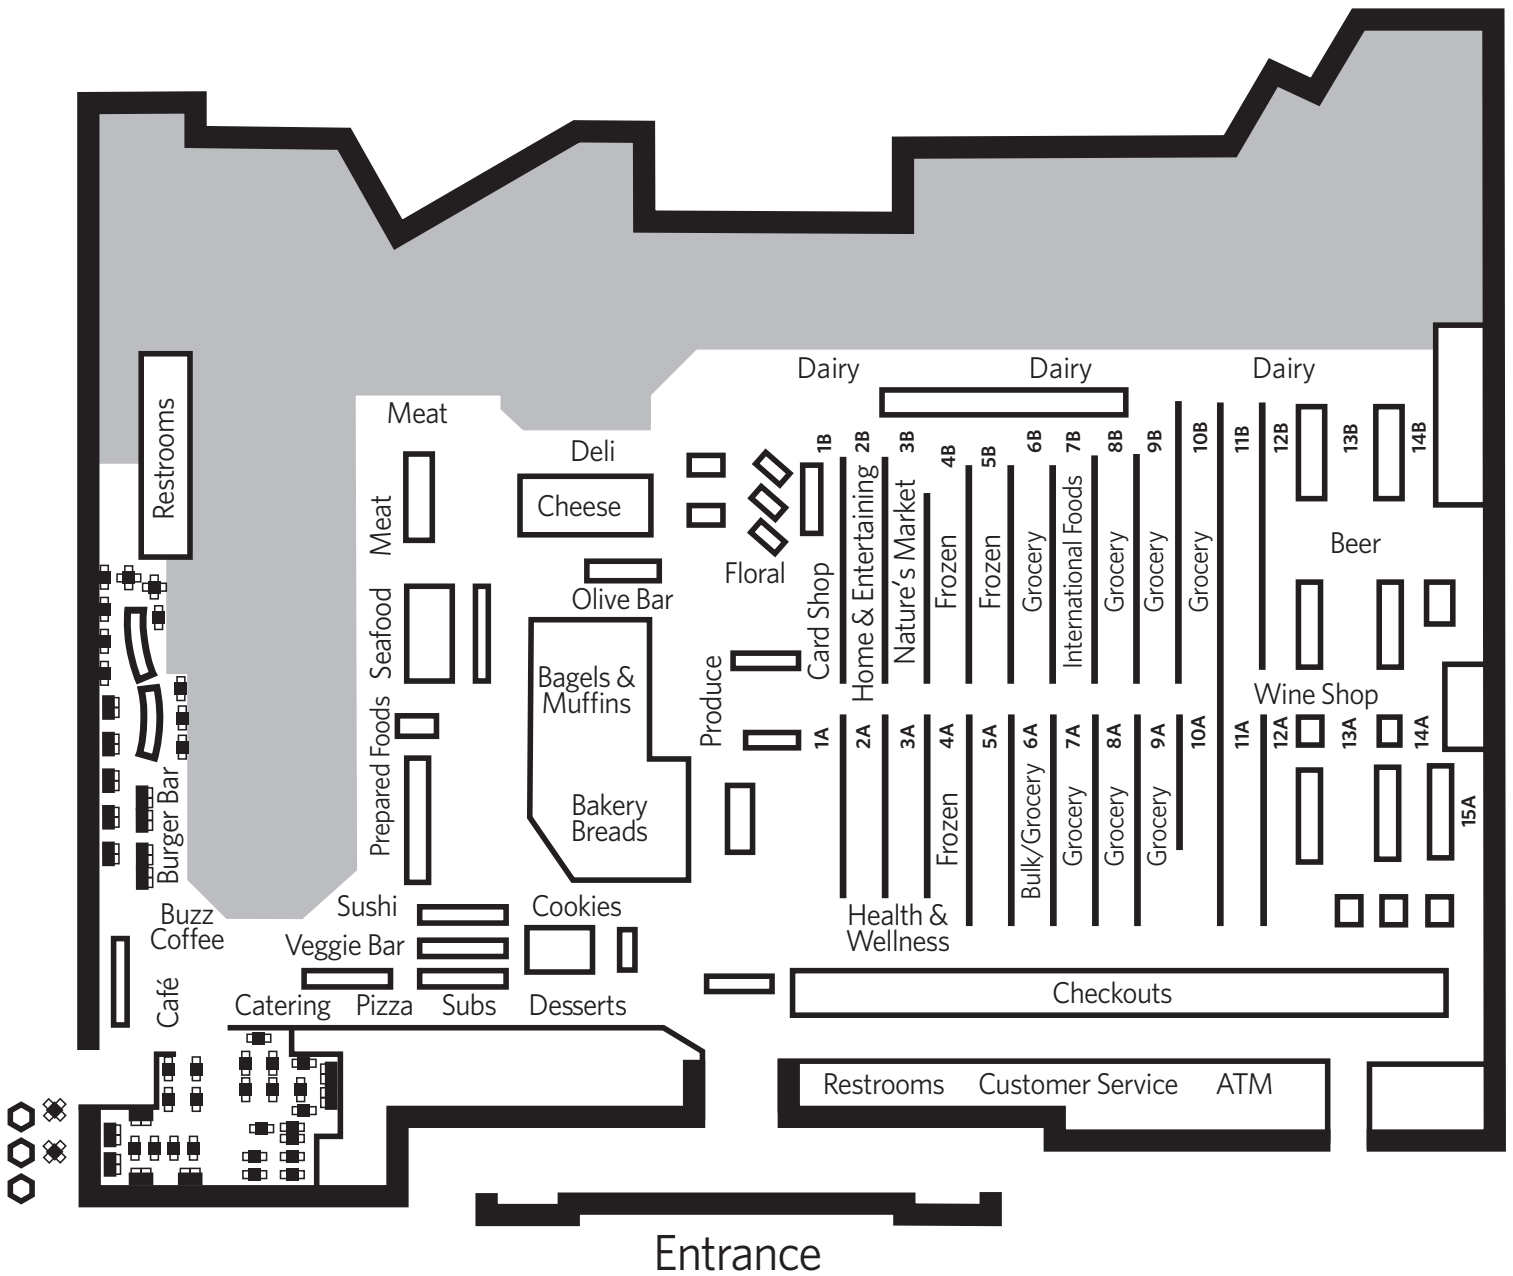 Dairy
Dairy
Dairy
Meat
Deli
Cheese
Meat
Restrooms
Olive Bar
Floral
Seafood
Bagels &
Muffins
Produce
Prepared Foods
Bakery
Breads
Burger Bar
Buzz
Coffee
Café
Sushi
Cookies
Veggie Bar
Catering
Pizza
Subs
Desserts
1B
2B
3B
4B
5B
6B
7B
8B
9B
10B
11B
12B
13B
14B
Card Shop
Home & Entertaining
Nature's Market
Frozen
Frozen
Grocery
International Foods
Grocery
Grocery
Grocery
Beer
Wine Shop
1A
2A
3A
4A
5A
6A
7A
8A
9A
10A
11A
12A
13A
14A
15A
Frozen
Bulk/Grocery
Grocery
Grocery
Grocery
Health &
Wellness
Checkouts
Restrooms
Customer Service
ATM
Entrance